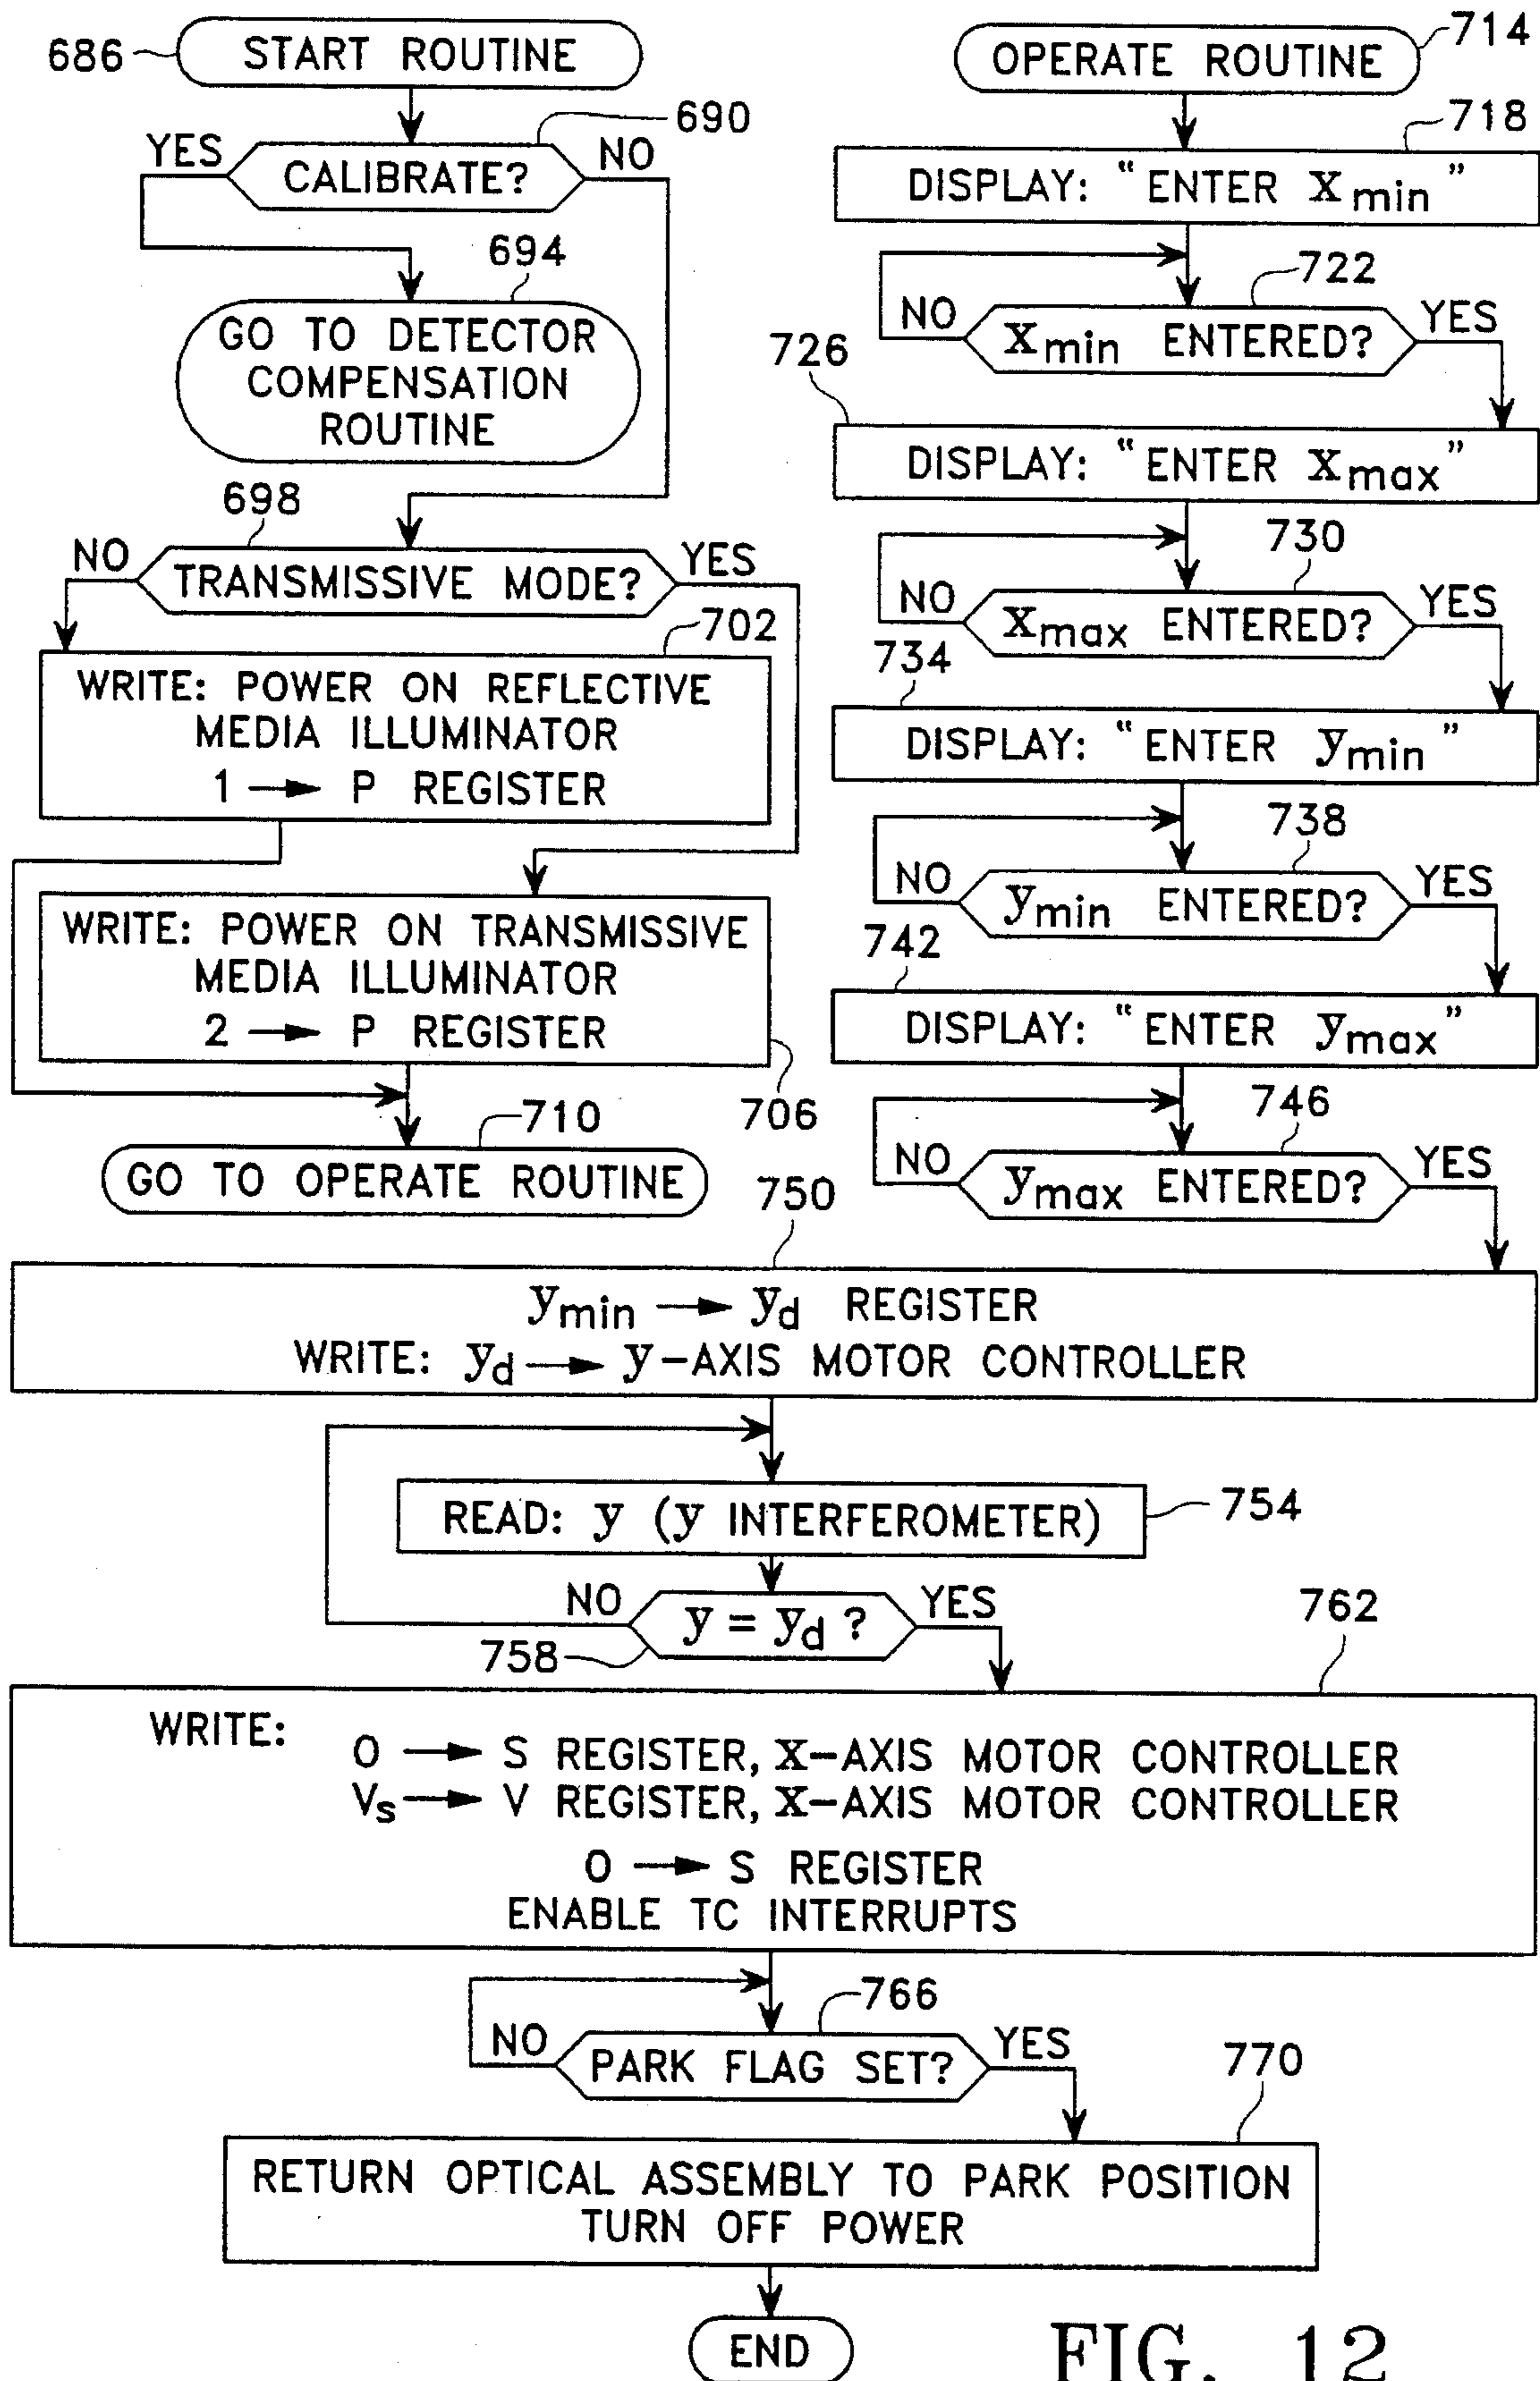 686
START ROUTINE
690
YES
CALIBRATE?
NO
694
GO TO DETECTOR
COMPENSATION
ROUTINE
698
NO
TRANSMISSIVE MODE?
YES
702
WRITE: POWER ON REFLECTIVE
MEDIA ILLUMINATOR
1 → P REGISTER
WRITE: POWER ON TRANSMISSIVE
MEDIA ILLUMINATOR
2 → P REGISTER
706
710
GO TO OPERATE ROUTINE
714
OPERATE ROUTINE
718
DISPLAY: "ENTER xmin"
722
NO
xmin ENTERED?
YES
726
DISPLAY: "ENTER xmax"
730
NO
xmax ENTERED?
YES
734
DISPLAY: "ENTER ymin"
738
NO
ymin ENTERED?
YES
742
DISPLAY: "ENTER ymax"
746
NO
ymax ENTERED?
YES
750
ymin → yd REGISTER
WRITE: yd → y-AXIS MOTOR CONTROLLER
READ: y (y INTERFEROMETER)
754
NO
y = yd ?
YES
758
762
WRITE:
0 → S REGISTER, X-AXIS MOTOR CONTROLLER
Vs → V REGISTER, X-AXIS MOTOR CONTROLLER
0 → S REGISTER
ENABLE TC INTERRUPTS
766
NO
PARK FLAG SET?
YES
770
RETURN OPTICAL ASSEMBLY TO PARK POSITION
TURN OFF POWER
END
FIG. 12